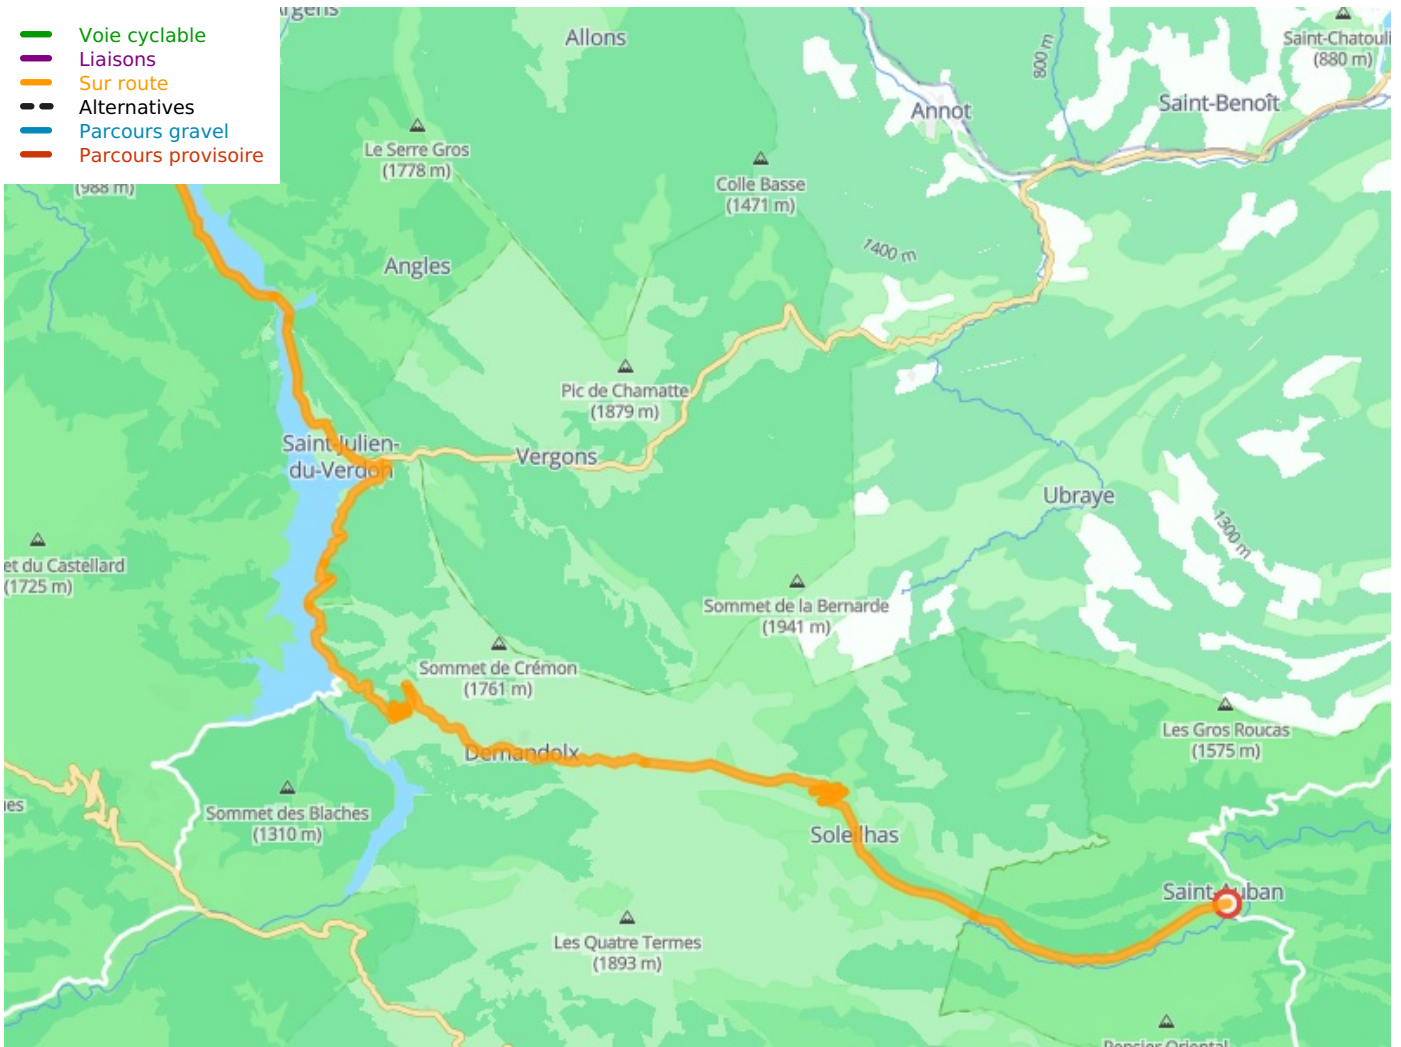 Voie cyclable
Liaisons
Sur route
Alternatives
Parcours gravel
Parcours provisoire
Allons
800 m
Saint-Chatouil
(880 m)
Annot
Saint-Benoît
Le Serre Gros
(1778 m)
(988 m)
Colle Basse
(1471 m)
1400 m
Angles
Pic de Chamatte
(1879 m)
Saint-Julien-
du-Verdon
Vergons
Ubraye
1300 m
et du Castellard
(1725 m)
Sommet de la Bernarde
(1941 m)
Sommet de Crémon
(1761 m)
Les Gros Roucas
(1575 m)
Demandolx
ues
Sommet des Blaches
(1310 m)
Soleilhas
Saint-Auban
Les Quatre Termes
(1893 m)